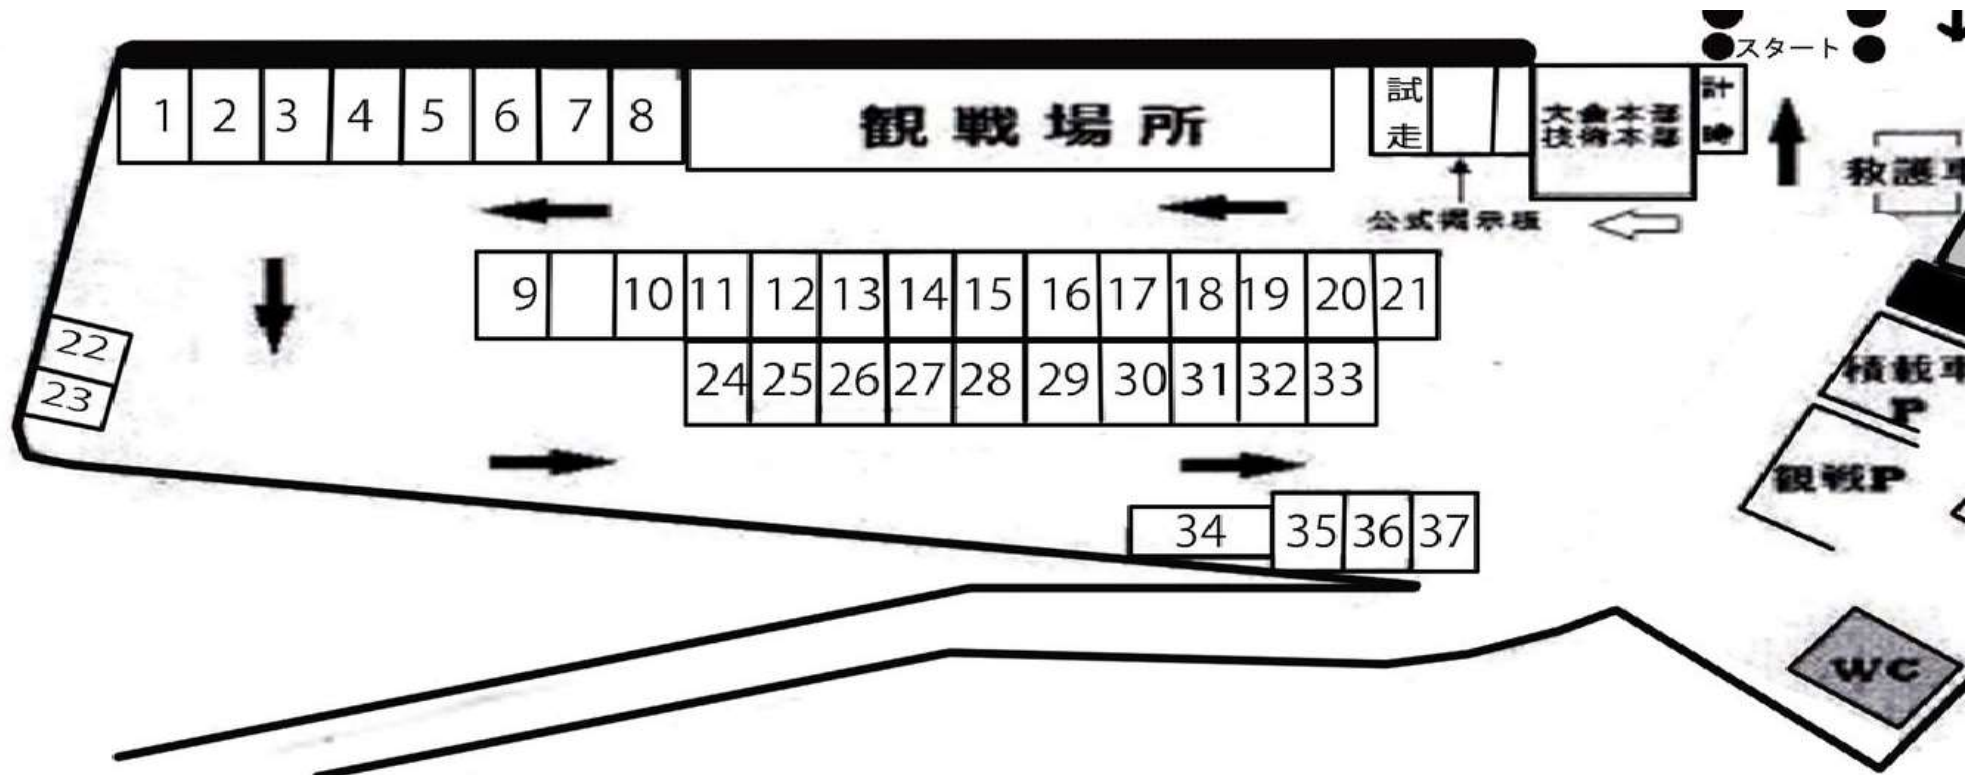 スタート
1 2 3 4 5 6 7 8
観戦場所
試走
大会本部
技術本部
計時
救護車
公式掲示板
9 10 11 12 13 14 15 16 17 18 19 20 21
22
23
24 25 26 27 28 29 30 31 32 33
積載車
P
観戦P
34 35 36 37
WC